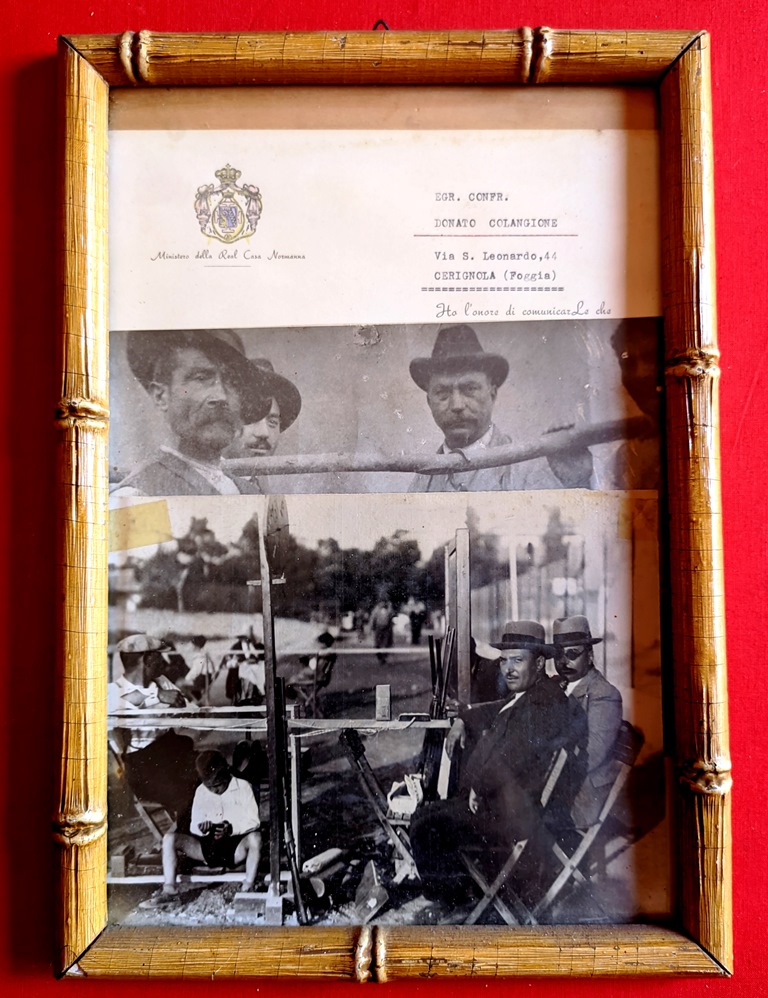 Ministero della Real Casa Normanna
EGR. CONFR.
DONATO COLANGIONE
Via S. Leonardo,44
CERIGNOLA (Foggia)
Ho l'onore di comunicarLe che